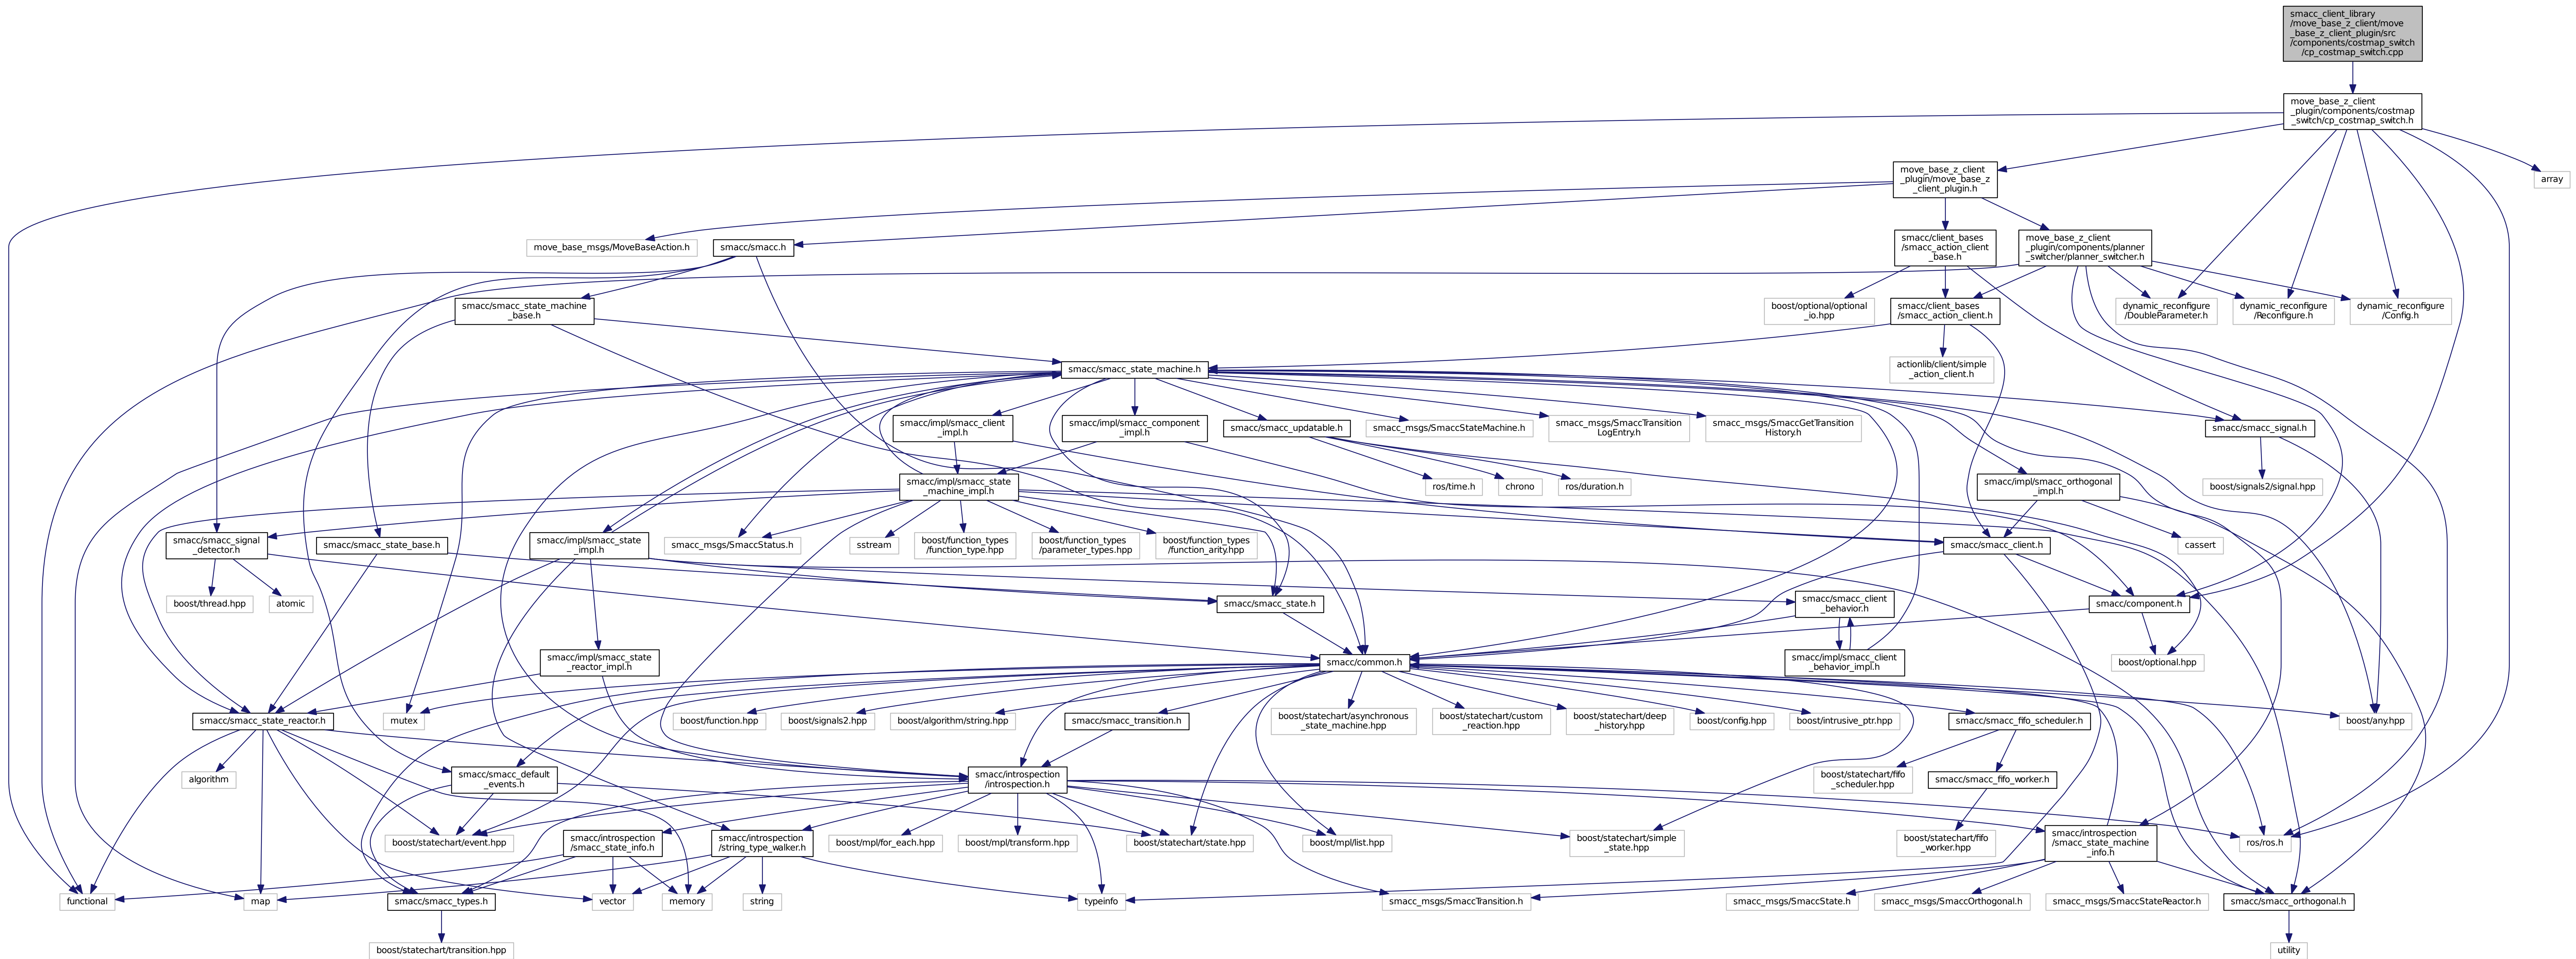 smacc_client_library
/move_base_z_client/move
_base_z_client_plugin/src
/components/costmap_switch
/cp_costmap_switch.cpp
move_base_z_client
_plugin/components/costmap
_switch/cp_costmap_switch.h
move_base_z_client
_plugin/move_base_z
_client_plugin.h
array
move_base_msgs/MoveBaseAction.h
smacc/smacc.h
smacc/client_bases
/smacc_action_client
_base.h
move_base_z_client
_plugin/components/planner
_switcher/planner_switcher.h
smacc/smacc_state_machine
_base.h
boost/optional/optional
_io.hpp
smacc/client_bases
/smacc_action_client.h
dynamic_reconfigure
/DoubleParameter.h
dynamic_reconfigure
/Reconfigure.h
dynamic_reconfigure
/Config.h
smacc/smacc_state_machine.h
actionlib/client/simple
_action_client.h
smacc/impl/smacc_client
_impl.h
smacc/impl/smacc_component
_impl.h
smacc/smacc_updatable.h
smacc_msgs/SmaccStateMachine.h
smacc_msgs/SmaccTransition
LogEntry.h
smacc_msgs/SmaccGetTransition
History.h
smacc/smacc_signal.h
smacc/impl/smacc_state
_machine_impl.h
ros/time.h
chrono
ros/duration.h
smacc/impl/smacc_orthogonal
_impl.h
boost/signals2/signal.hpp
smacc/smacc_signal
_detector.h
smacc/smacc_state_base.h
smacc/impl/smacc_state
_impl.h
smacc_msgs/SmaccStatus.h
sstream
boost/function_types
/function_type.hpp
boost/function_types
/parameter_types.hpp
boost/function_types
/function_arity.hpp
smacc/smacc_client.h
cassert
boost/thread.hpp
atomic
smacc/smacc_state.h
smacc/smacc_client
_behavior.h
smacc/component.h
smacc/impl/smacc_state
_reactor_impl.h
smacc/common.h
smacc/impl/smacc_client
_behavior_impl.h
boost/optional.hpp
smacc/smacc_state_reactor.h
mutex
boost/function.hpp
boost/signals2.hpp
boost/algorithm/string.hpp
smacc/smacc_transition.h
boost/statechart/asynchronous
_state_machine.hpp
boost/statechart/custom
_reaction.hpp
boost/statechart/deep
_history.hpp
boost/config.hpp
boost/intrusive_ptr.hpp
smacc/smacc_fifo_scheduler.h
boost/any.hpp
algorithm
smacc/smacc_default
_events.h
smacc/introspection
/introspection.h
boost/statechart/fifo
_scheduler.hpp
smacc/smacc_fifo_worker.h
boost/statechart/event.hpp
smacc/introspection
/smacc_state_info.h
smacc/introspection
/string_type_walker.h
boost/mpl/for_each.hpp
boost/mpl/transform.hpp
boost/statechart/state.hpp
boost/mpl/list.hpp
boost/statechart/simple
_state.hpp
boost/statechart/fifo
_worker.hpp
smacc/introspection
/smacc_state_machine
_info.h
ros/ros.h
functional
map
smacc/smacc_types.h
vector
memory
string
typeinfo
smacc_msgs/SmaccTransition.h
smacc_msgs/SmaccState.h
smacc_msgs/SmaccOrthogonal.h
smacc_msgs/SmaccStateReactor.h
smacc/smacc_orthogonal.h
boost/statechart/transition.hpp
utility